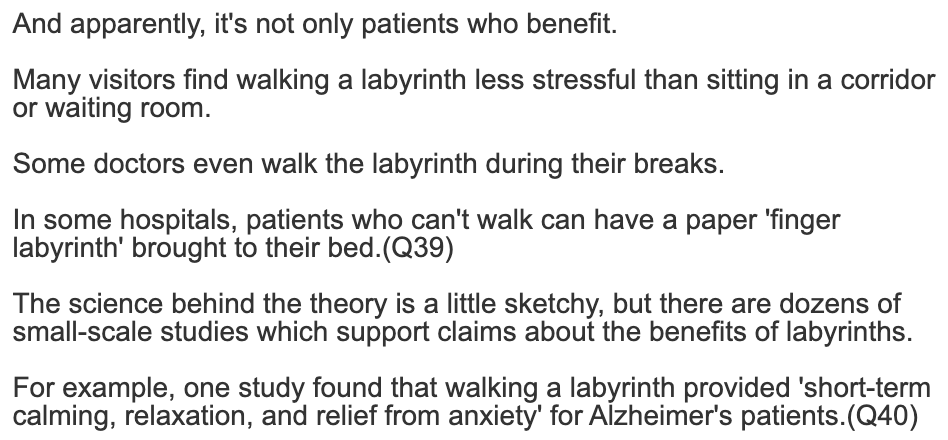 And apparently, it's not only patients who benefit.
Many visitors find walking a labyrinth less stressful than sitting in a corridor
or waiting room.
Some doctors even walk the labyrinth during their breaks.
In some hospitals, patients who can't walk can have a paper 'finger
labyrinth' brought to their bed.(Q39)
The science behind the theory is a little sketchy, but there are dozens of
small-scale studies which support claims about the benefits of labyrinths.
For example, one study found that walking a labyrinth provided 'short-term
calming, relaxation, and relief from anxiety' for Alzheimer's patients.(Q40)